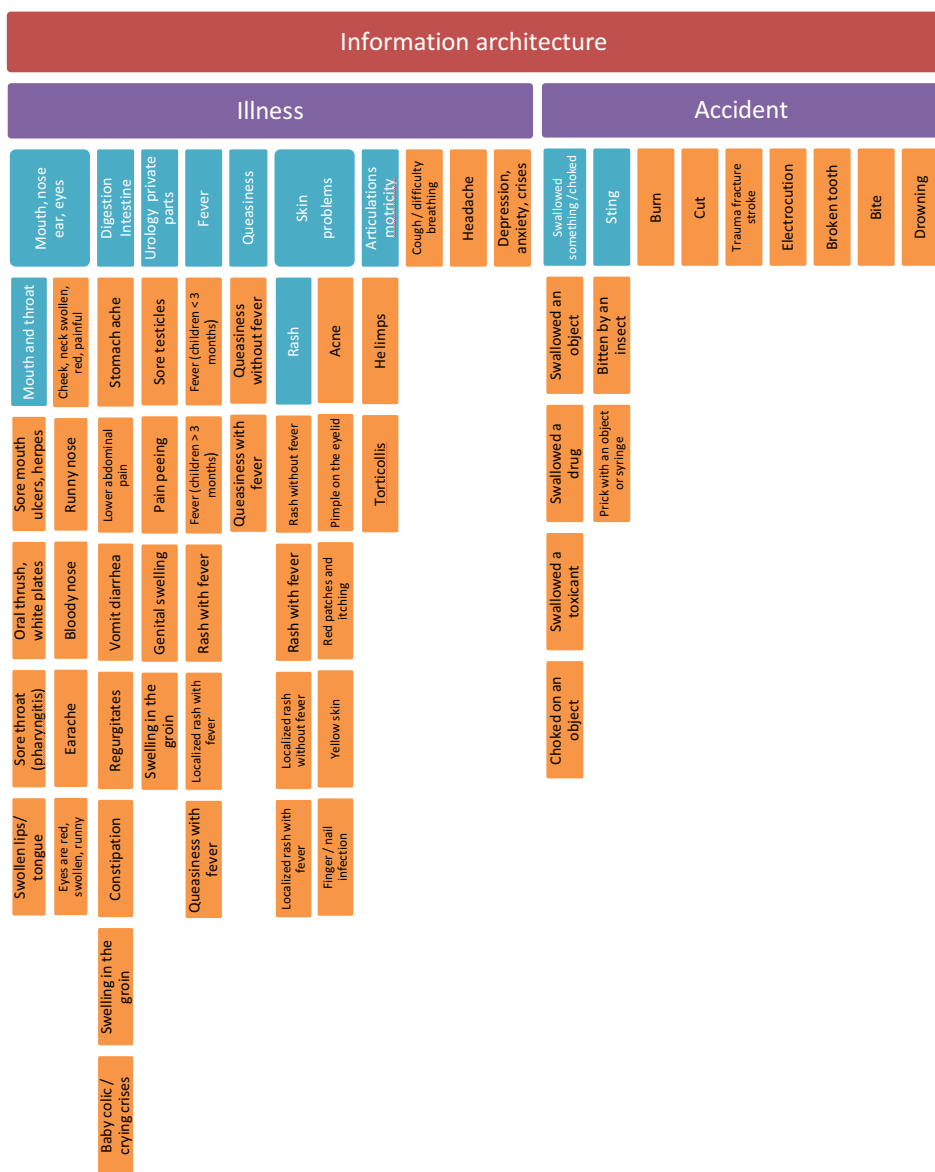 Information architecture
Illness
Accident
Mouth, nose
ear, eyes
Digestion
Intestine
Urology private
parts
Fever
Queasiness
Skin
problems
Articulations
motricity
Cough / difficulty
breathing
Headache
Depression,
anxiety, crises
Swallowed
something / choked
Sting
Burn
Cut
Trauma fracture
stroke
Electrocution
Broken tooth
Bite
Drowning
Mouth and throat
Cheek, neck swollen,
red, painful
Stomach ache
Sore testicles
Fever (children < 3
months)
Queasiness
without fever
Rash
Acne
He limps
Swallowed an
object
Bitten by an
insect
Sore mouth
ulcers, herpes
Runny nose
Lower abdominal
pain
Pain peeing
Fever (children > 3
months)
Queasiness with
fever
Rash without fever
Pimple on the eyelid
Torticollis
Swallowed a
drug
Prick with an object
or syringe
Oral thrush,
white plates
Bloody nose
Vomit diarrhea
Genital swelling
Rash with fever
Rash with fever
Red patches and
itching
Swallowed a
toxicant
Sore throat
(pharyngitis)
Earache
Regurgitates
Swelling in the
groin
Localized rash with
fever
Localized rash
without fever
Yellow skin
Choked on an
object
Swollen lips/
tongue
Eyes are red,
swollen, runny
Constipation
Queasiness with
fever
Localized rash with
fever
Finger / nail
infection
Swelling in the
groin
Baby colic /
crying crises